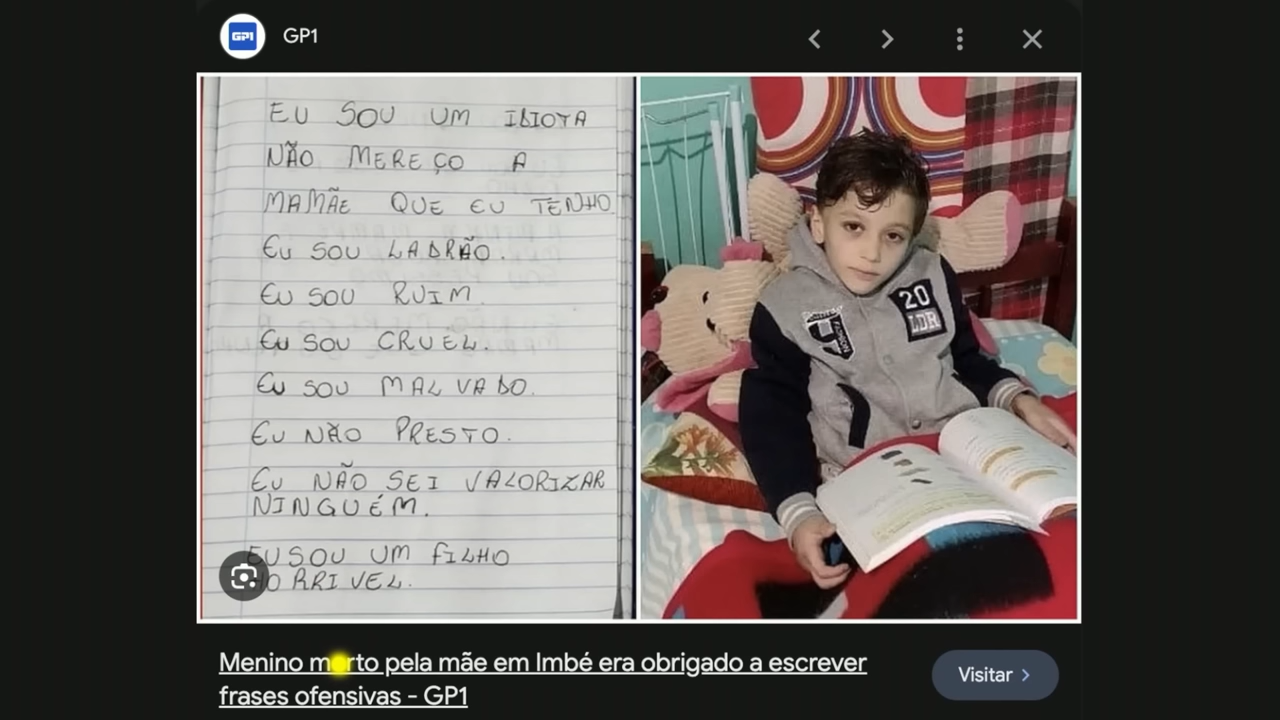 GP1
GP1
EU SOU UM IDIOTA
NÃO MEREÇO A
MAMÃE QUE EU TENHO
EU SOU LADRÃO.
EU SOU RUIM.
EU SOU CRUEL.
EU SOU MALVADO.
EU NÃO PRESTO.
EU NÃO SEI VALORIZAR
NINGUÉM.
EU SOU UM FILHO
HORRIVEL.
20
LDR
Menino morto pela mãe em Imbé era obrigado a escrever
frases ofensivas - GP1
Visitar